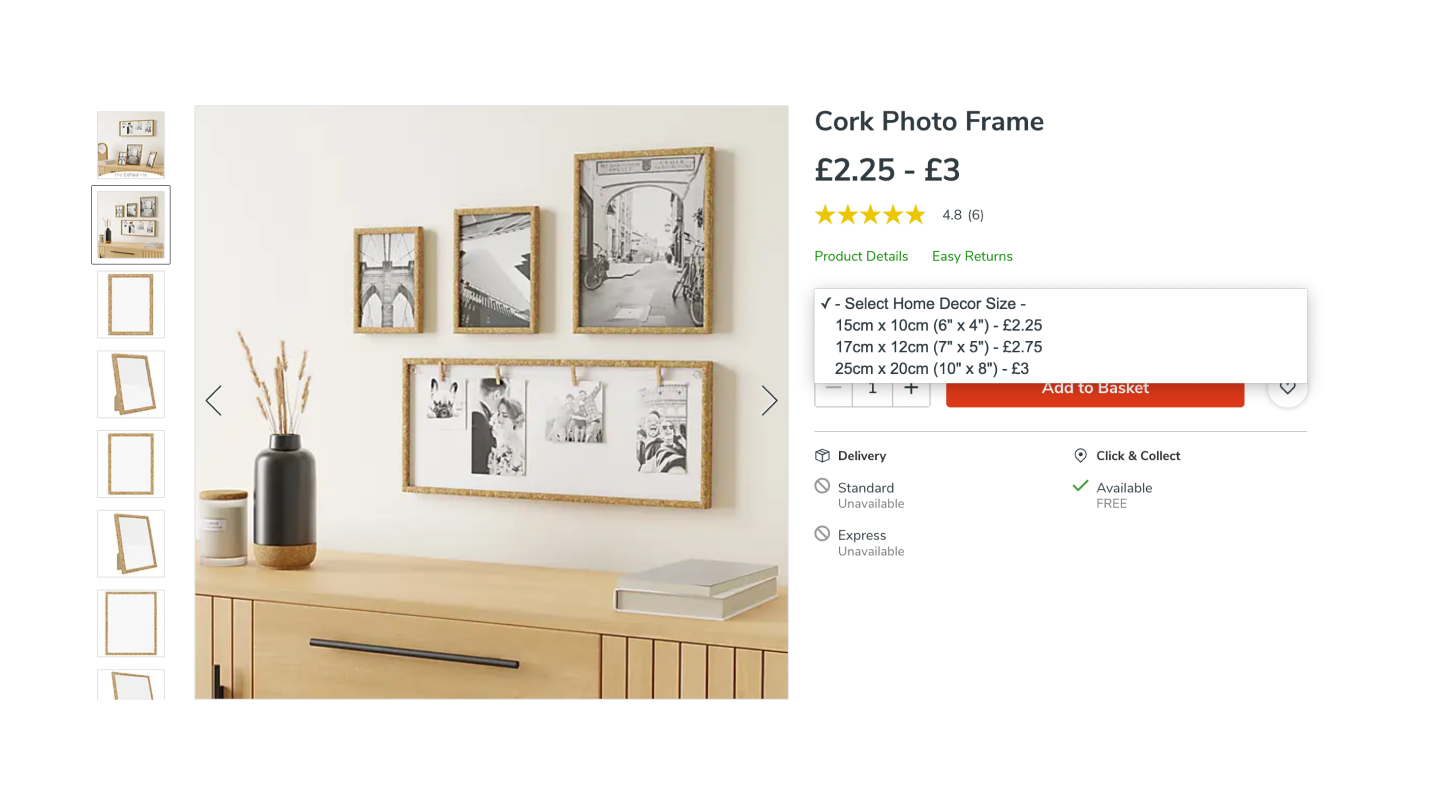 Cork Photo Frame
£2.25 - £3
4.8 (6)
Product Details Easy Returns
✓ - Select Home Decor Size -
15cm x 10cm (6" x 4") - £2.25
17cm x 12cm (7" x 5") - £2.75
25cm x 20cm (10" x 8") - £3
1 + Add to Basket
Delivery
Standard
Unavailable
Express
Unavailable
Click & Collect
Available
FREE